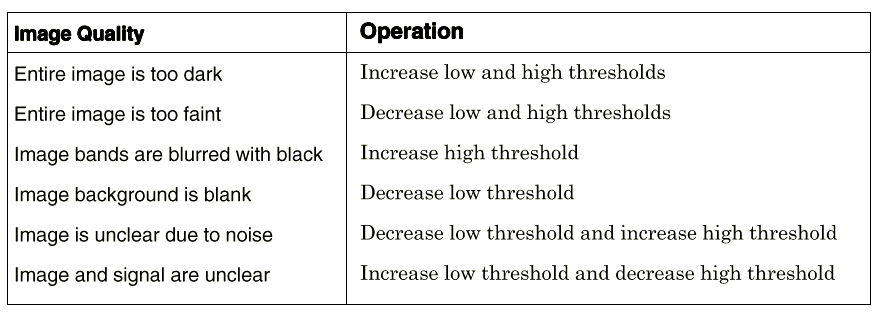 Image Quality Operation
Entire image is too dark Increase low and high thresholds
Entire image is too faint Decrease low and high thresholds
Image bands are blurred with black Increase high threshold
Image background is blank Decrease low threshold
Image is unclear due to noise Decrease low threshold and increase high threshold
Image and signal are unclear Increase low threshold and decrease high threshold